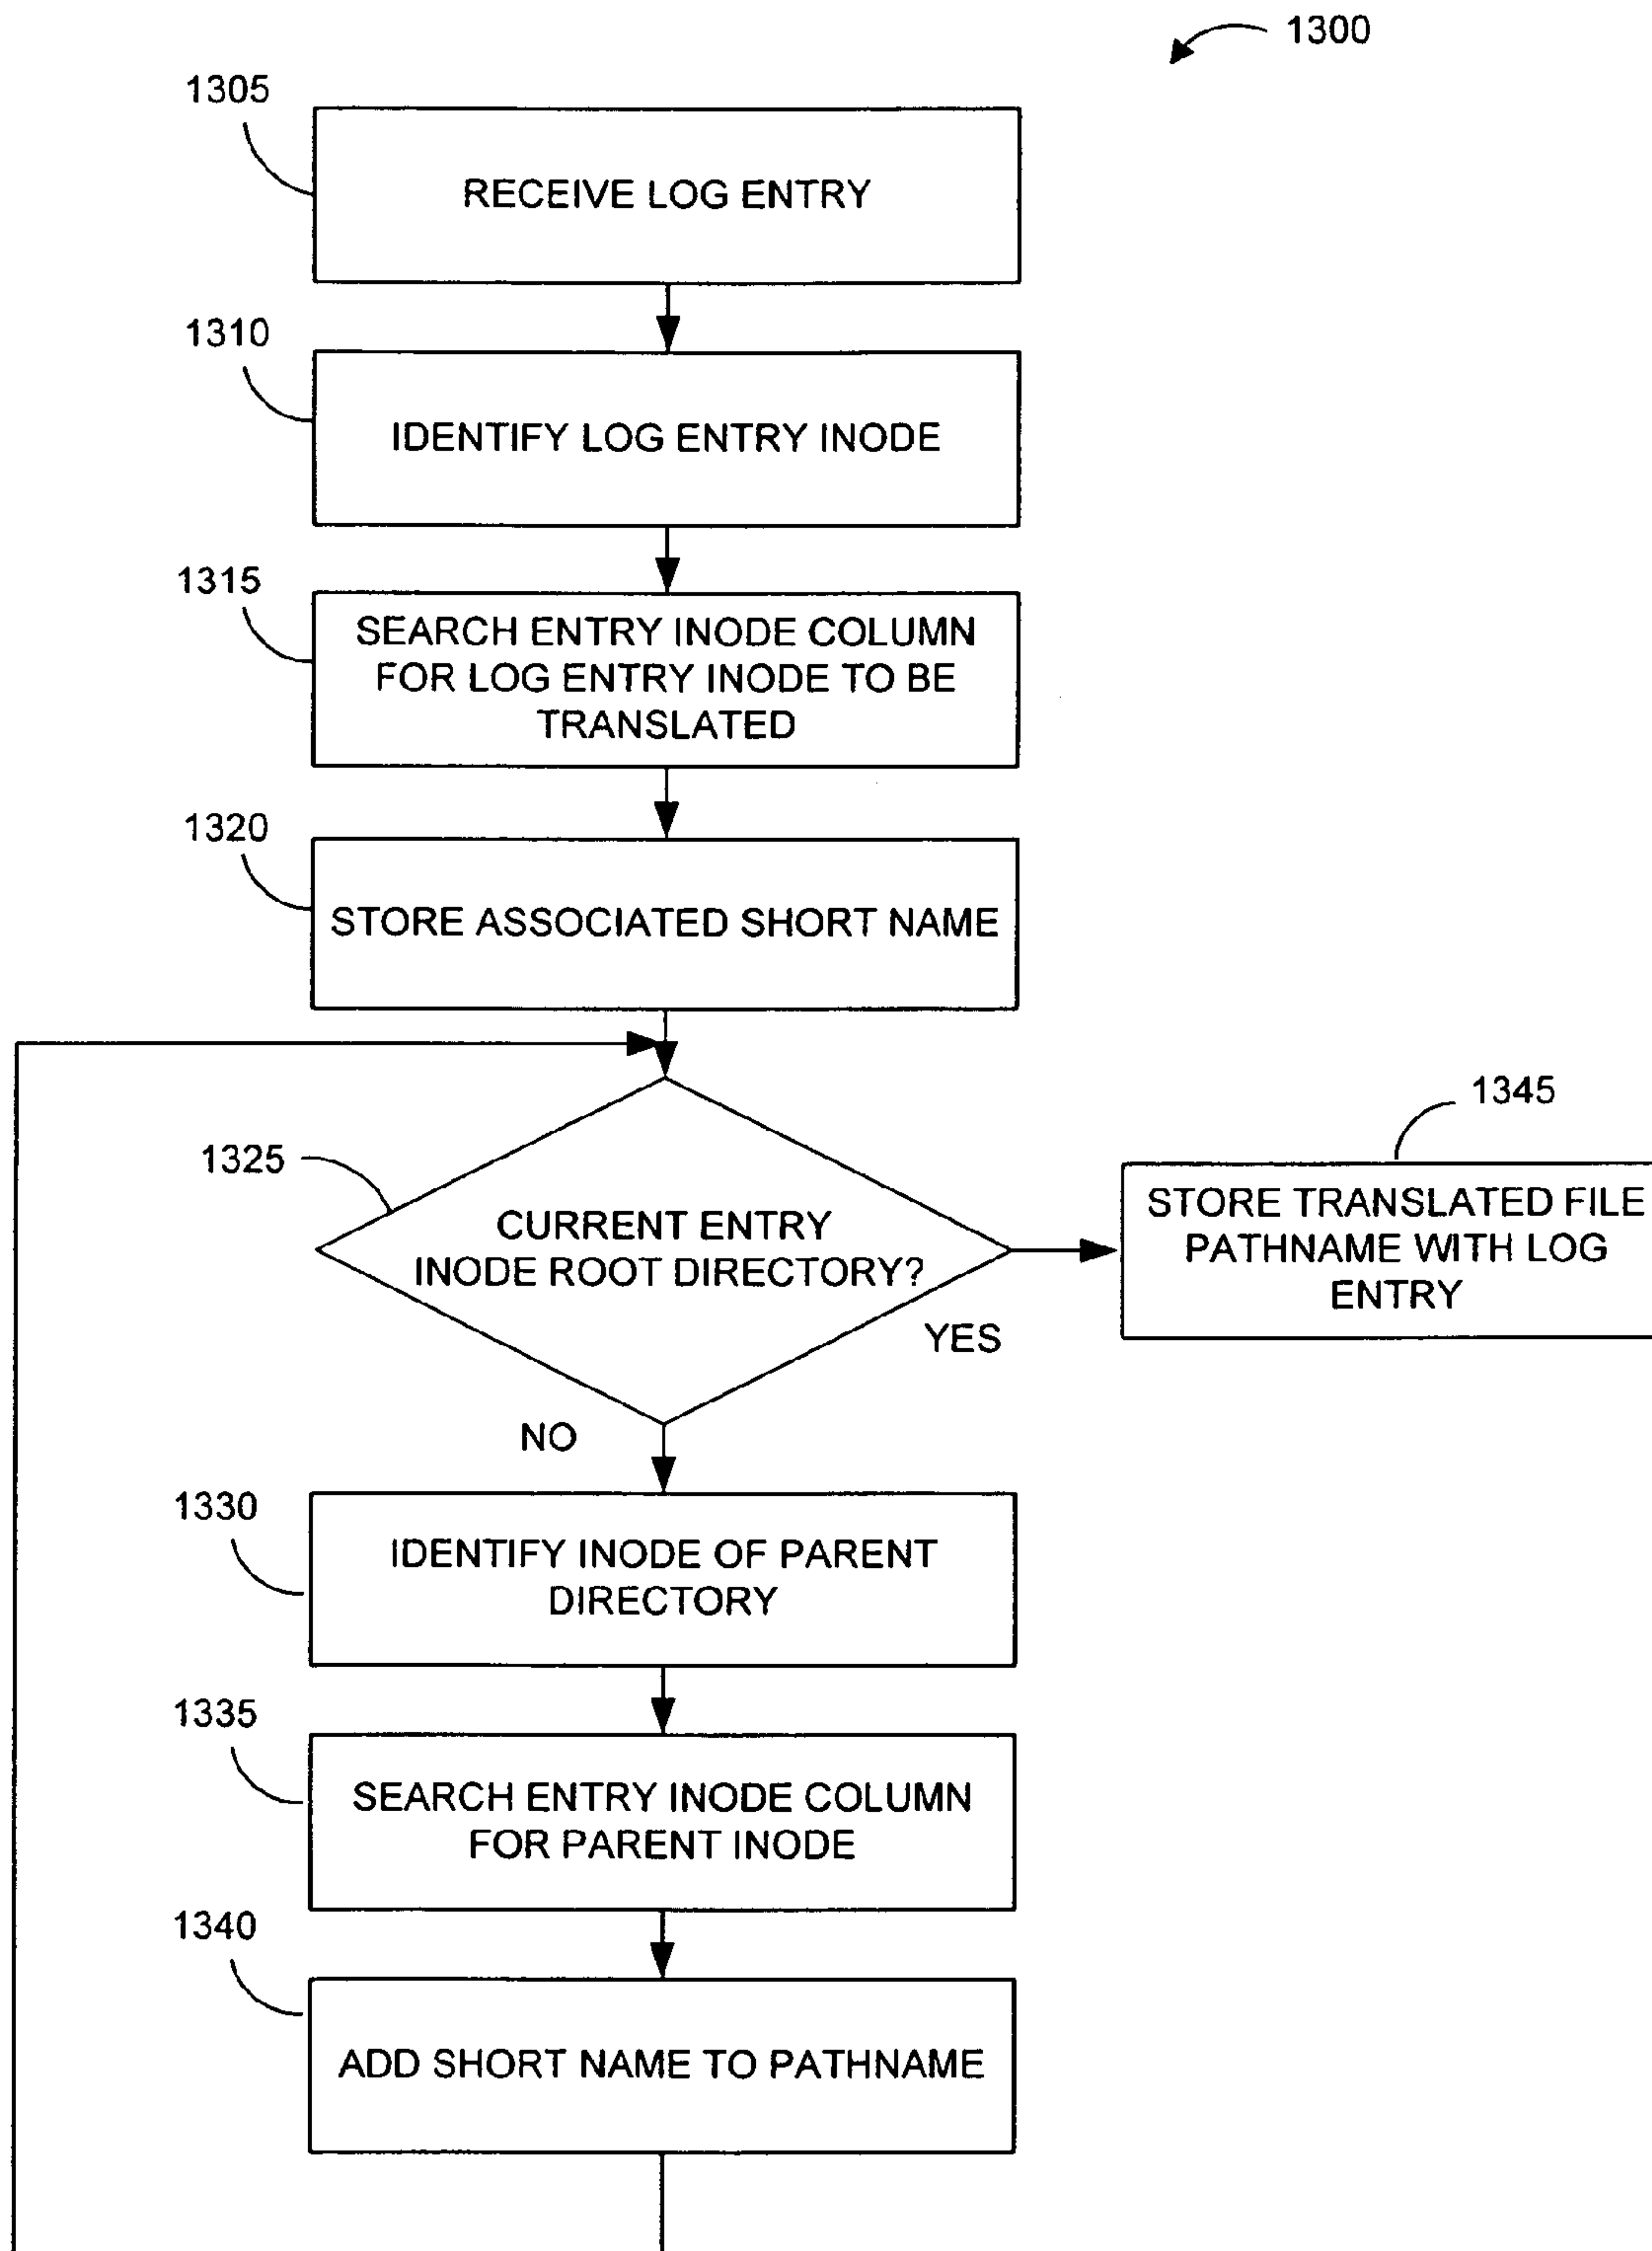 1300
1305
RECEIVE LOG ENTRY
1310
IDENTIFY LOG ENTRY INODE
1315
SEARCH ENTRY INODE COLUMN
FOR LOG ENTRY INODE TO BE
TRANSLATED
1320
STORE ASSOCIATED SHORT NAME
1325
CURRENT ENTRY
INODE ROOT DIRECTORY?
YES
NO
1345
STORE TRANSLATED FILE
PATHNAME WITH LOG
ENTRY
1330
IDENTIFY INODE OF PARENT
DIRECTORY
1335
SEARCH ENTRY INODE COLUMN
FOR PARENT INODE
1340
ADD SHORT NAME TO PATHNAME